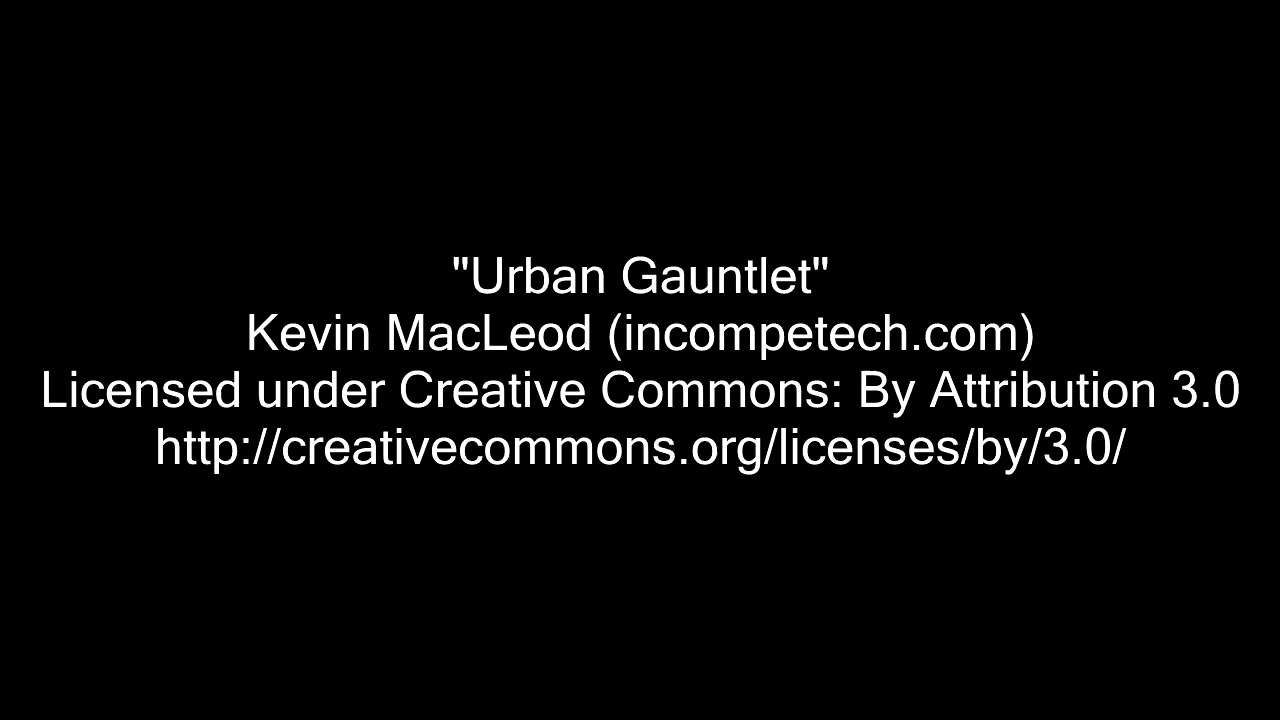 "Urban Gauntlet"
Kevin MacLeod (incompetech.com)
Licensed under Creative Commons: By Attribution 3.0
http://creativecommons.org/licenses/by/3.0/